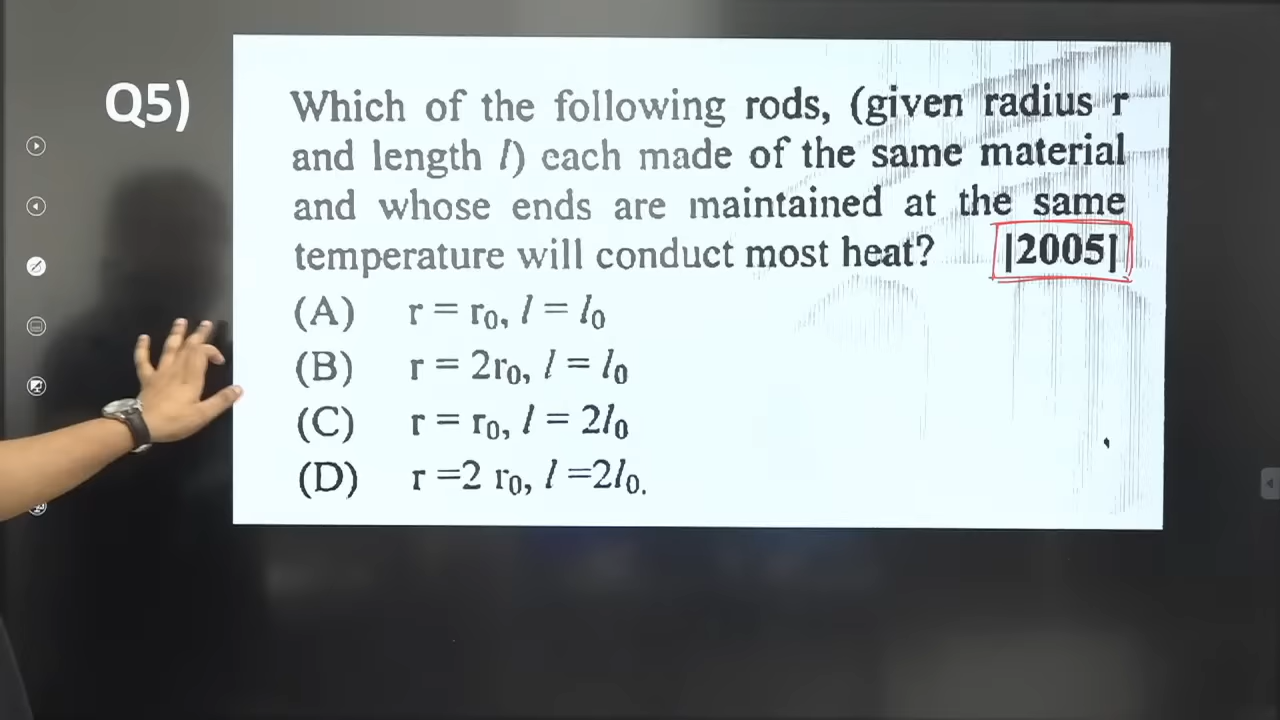 Q5)
Which of the following rods, (given radius r
and length l) each made of the same material
and whose ends are maintained at the same
temperature will conduct most heat? |2005|
(A) r = r₀, l = l₀
(B) r = 2r₀, l = l₀
(C) r = r₀, l = 2l₀
(D) r =2 r₀, l =2l₀.